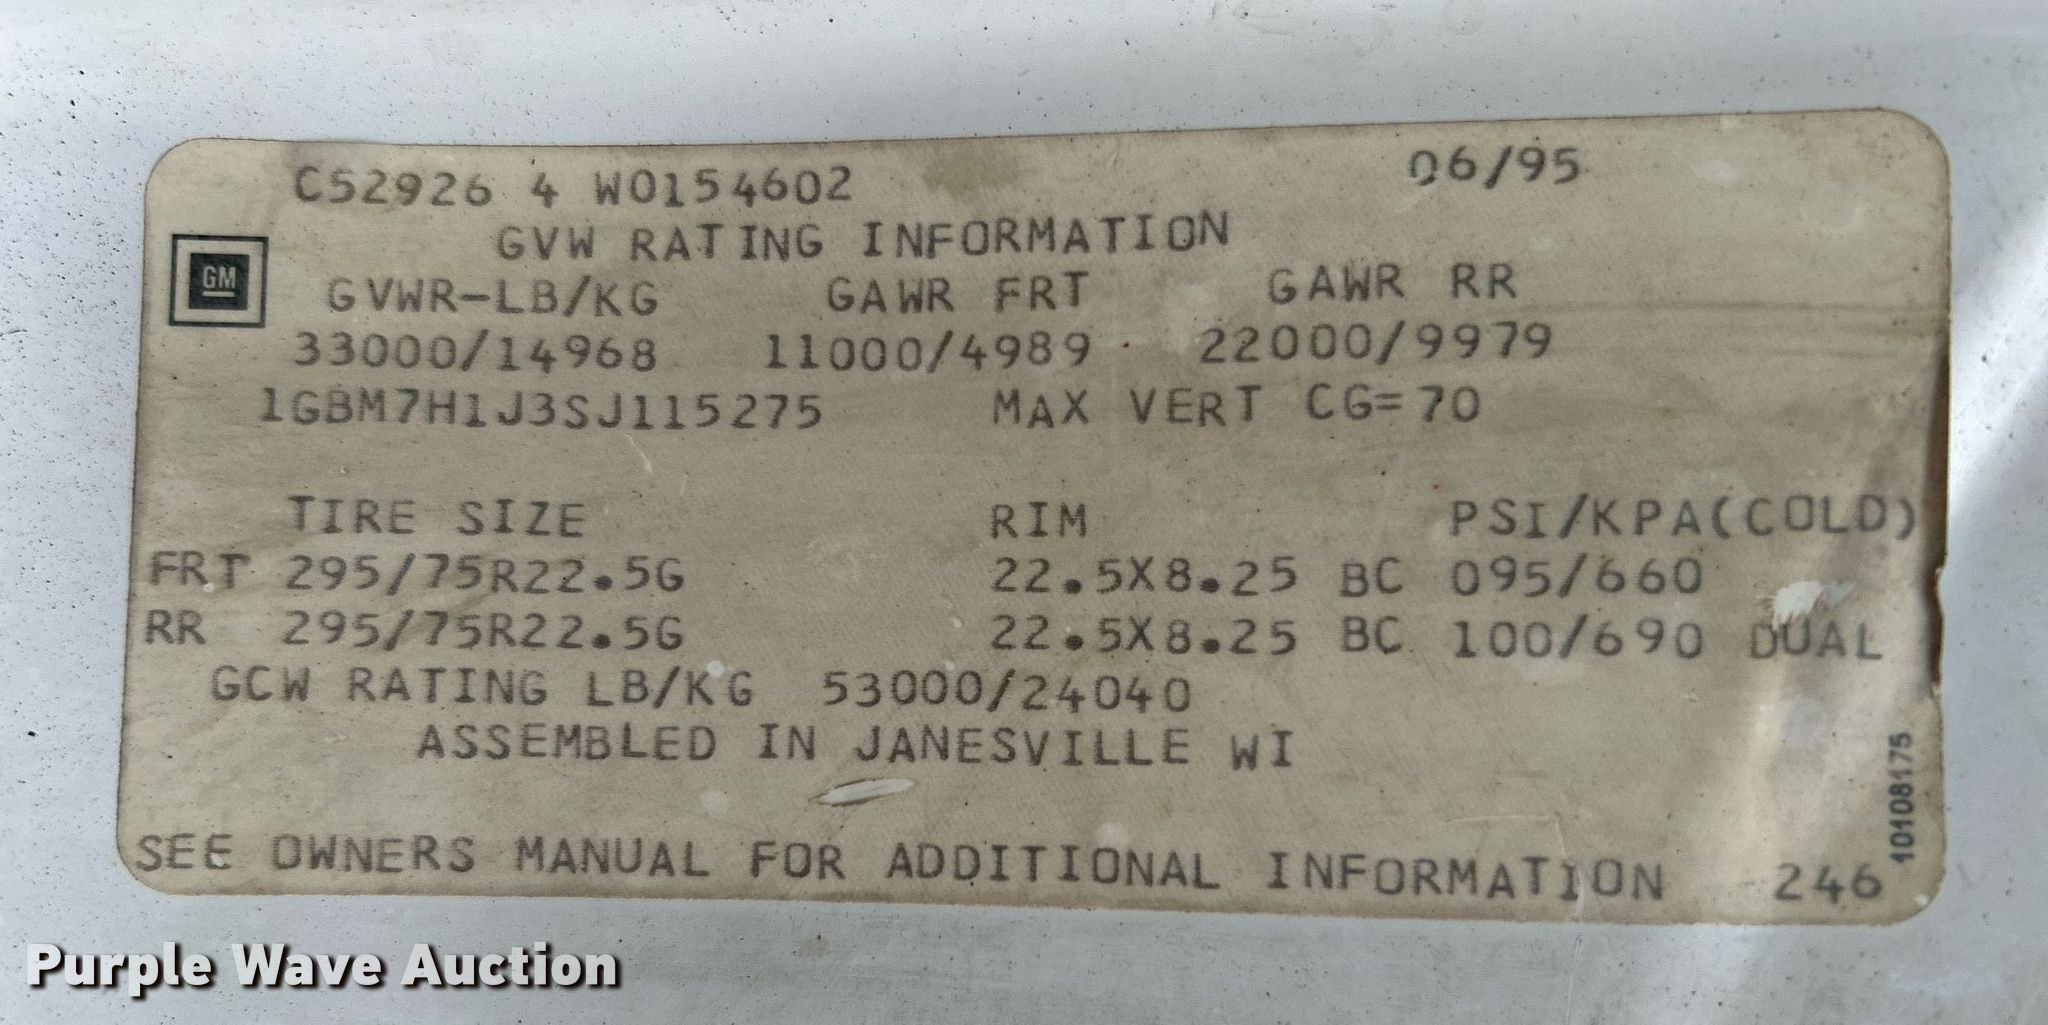 C52926 4 W0154602 06/95
GVW RATING INFORMATION
GM
GVWR-LB/KG GAWR FRT GAWR RR
33000/14968 11000/4989 22000/9979
1GBM7H1J3SJ115275 MAX VERT CG=70
TIRE SIZE RIM PSI/KPA(COLD)
FRT 295/75R22.5G 22.5X8.25 BC 095/660
RR 295/75R22.5G 22.5X8.25 BC 100/690 DUAL
GCW RATING LB/KG 53000/24040
ASSEMBLED IN JANESVILLE WI
SEE OWNERS MANUAL FOR ADDITIONAL INFORMATION 246
10108175
Purple Wave Auction